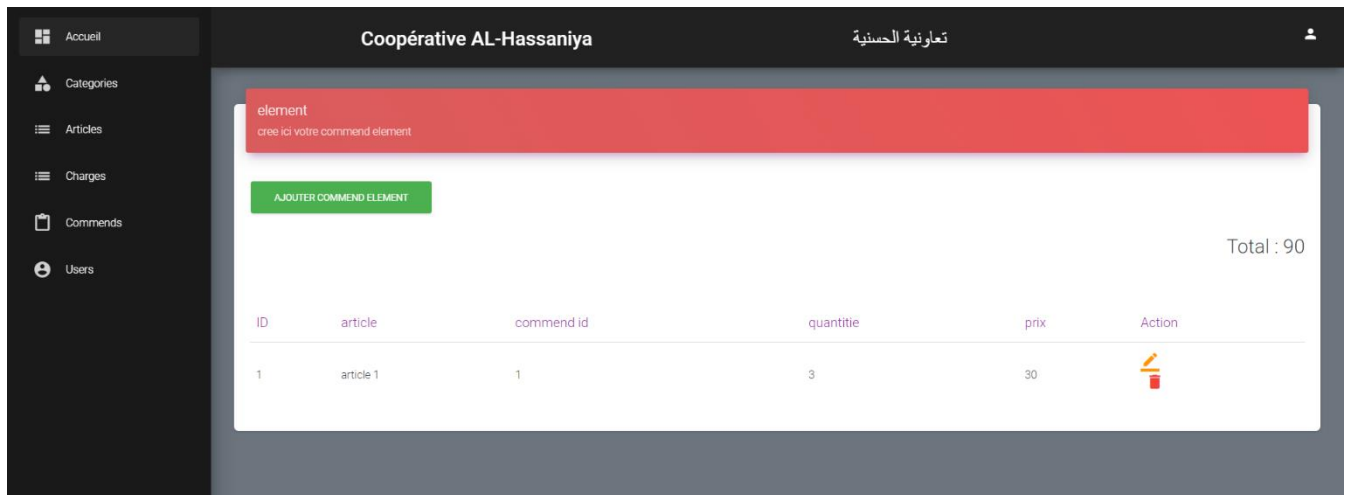 Accueil
Categories
Articles
Charges
Commends
Users
Coopérative AL-Hassaniya
تعاونية الحسنية
element
cree ici votre commend element
AJOUTER COMMEND ELEMENT
Total : 90
ID article commend id quantitie prix Action
1 article 1 1 3 30